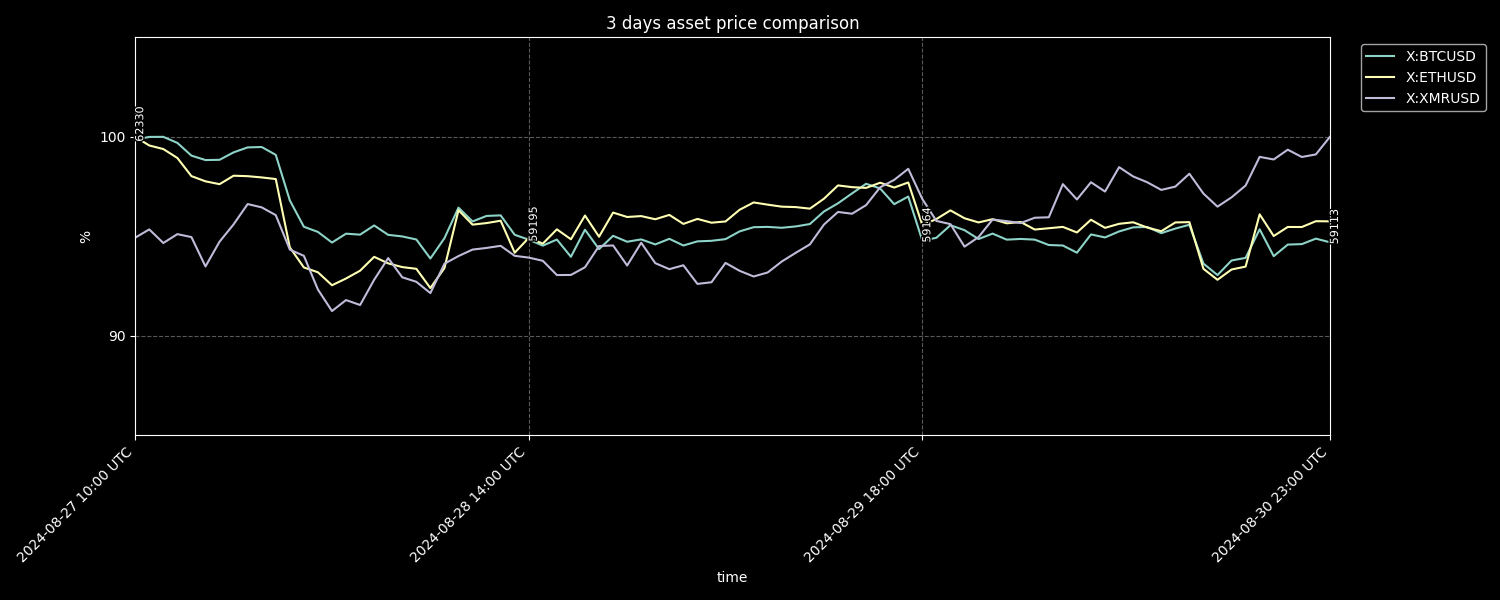 3 days asset price comparison
X:BTCUSD
X:ETHUSD
X:XMRUSD
62330
100
59195
59164
59113
%
90
2024-08-27 10:00 UTC
2024-08-28 14:00 UTC
2024-08-29 18:00 UTC
2024-08-30 23:00 UTC
time